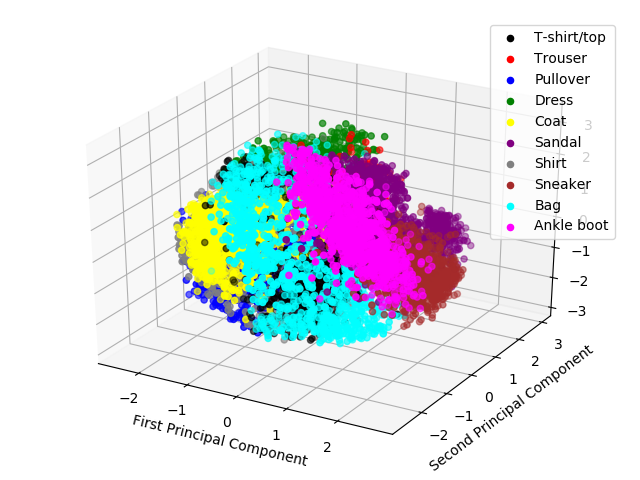 T-shirt/top
Trouser
Pullover
Dress
Coat
Sandal
Shirt
Sneaker
Bag
Ankle boot
3
2
1
0
−1
−2
−3
−2
−1
0
1
2
First Principal Component
−2
−1
0
1
2
3
Second Principal Component